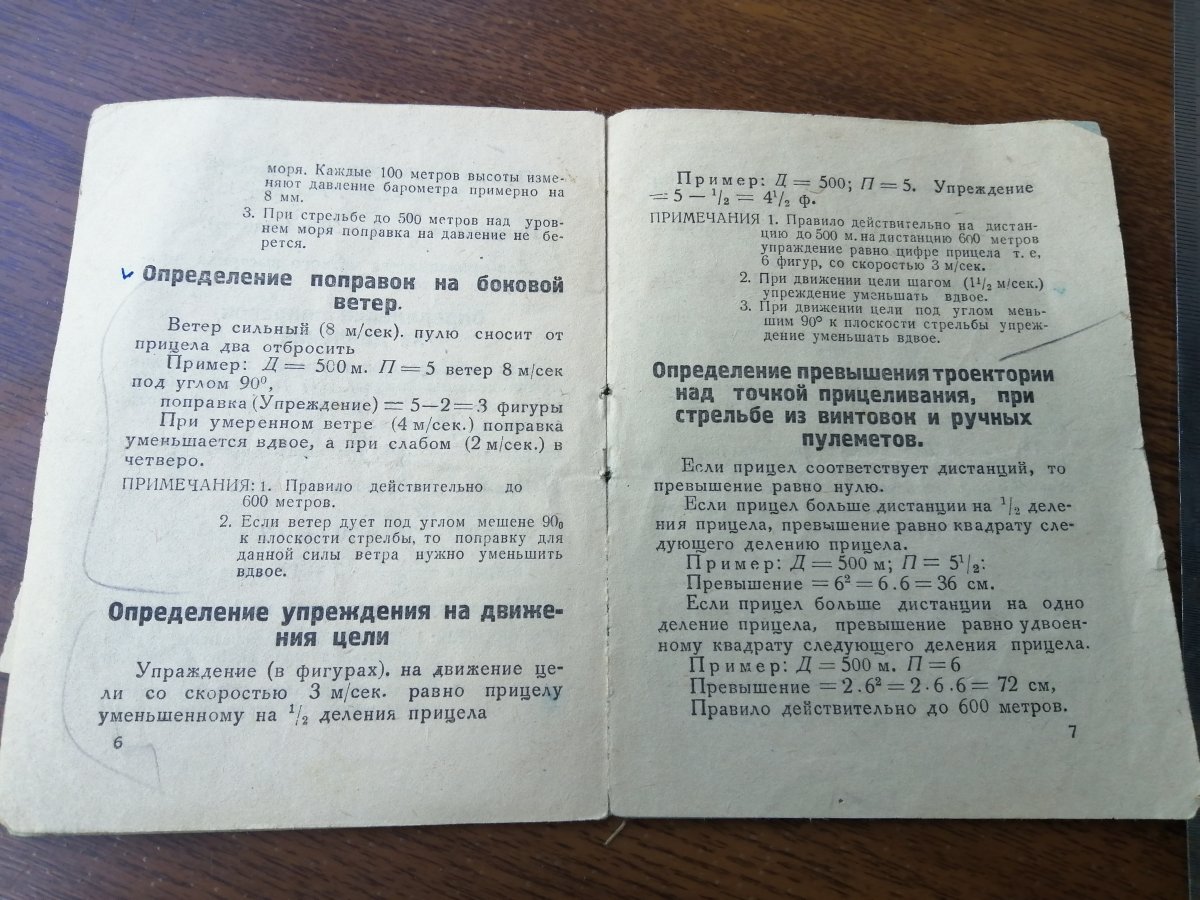 моря. Каждые 100 метров высоты изме-
няют давление барометра примерно на
8 мм.
3. При стрельбе до 500 метров над уров-
нем моря поправка на давление не бе-
рется.
Определение поправок на боковой
ветер.
Ветер сильный (8 м/сек). пулю сносит от
прицела два отбросить
Пример: Д = 500 м. П = 5 ветер 8 м/сек
под углом 90°,
поправка (Упреждение) = 5—2=3 фигуры
При умеренном ветре (4 м/сек.) поправка
уменьшается вдвое, а при слабом (2 м/сек.) в
четверо.
ПРИМЕЧАНИЯ: 1. Правило действительно до
600 метров.
2. Если ветер дует под углом мешене 90о
к плоскости стрелбы, то поправку для
данной силы ветра нужно уменьшить
вдвое.
Определение упреждения на движе-
ния цели
Упраждение (в фигурах). на движение це-
ли со скоростью 3 м/сек. равно прицелу
уменьшенному на ½ деления прицела
6
Пример: Д = 500; П = 5. Упреждение
= 5 — ½ = 4½ ф.
ПРИМЕЧАНИЯ 1. Правило действительно на дистан-
цию до 500 м. на дистанцию 600 метров
упраждение равно цифре прицела т. е,
6 фигур, со скоростью 3 м/сек.
2. При движении цели шагом (1½ м/сек.)
упреждение уменьшать вдвое.
3. При движении цели под углом мень-
шим 90° к плоскости стрельбы упреж-
дение уменьшать вдвое.
Определение превышения троектории
над точкой прицеливания, при
стрельбе из винтовок и ручных
пулеметов.
Если прицел соответствует дистанций, то
превышение равно нулю.
Если прицел больше дистанции на ½ деле-
ния прицела, превышение равно квадрату сле-
дующего делению прицела.
Пример: Д = 500 м; П = 5½:
Превышение = 6² = 6.6 = 36 см.
Если прицел больше дистанции на одно
деление прицела, превышение равно удвоен-
ному квадрату следующего деления прицела.
Пример: Д = 500 м. П = 6
Превышение = 2.6² = 2.6.6 = 72 см,
Правило действительно до 600 метров.
7